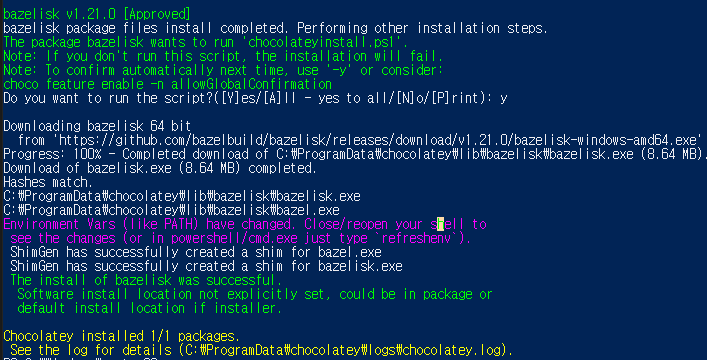 bazelisk v1.21.0 [Approved]
bazelisk package files install completed. Performing other installation steps.
The package bazelisk wants to run 'chocolateyinstall.ps1'.
Note: If you don't run this script, the installation will fail.
Note: To confirm automatically next time, use '-y' or consider:
choco feature enable -n allowGlobalConfirmation
Do you want to run the script?([Y]es/[A]ll - yes to all/[N]o/[P]rint): y
Downloading bazelisk 64 bit
from 'https://github.com/bazelbuild/bazelisk/releases/download/v1.21.0/bazelisk-windows-amd64.exe'
Progress: 100% - Completed download of C:₩ProgramData₩chocolatey₩lib₩bazelisk₩bazelisk.exe (8.64 MB).
Download of bazelisk.exe (8.64 MB) completed.
Hashes match.
C:₩ProgramData₩chocolatey₩lib₩bazelisk₩bazelisk.exe
C:₩ProgramData₩chocolatey₩lib₩bazelisk₩bazel.exe
Environment Vars (like PATH) have changed. Close/reopen your shell to
see the changes (or in powershell/cmd.exe just type `refreshenv`).
ShimGen has successfully created a shim for bazel.exe
ShimGen has successfully created a shim for bazelisk.exe
The install of bazelisk was successful.
Software install location not explicitly set, could be in package or
default install location if installer.
Chocolatey installed 1/1 packages.
See the log for details (C:₩ProgramData₩chocolatey₩logs₩chocolatey.log).